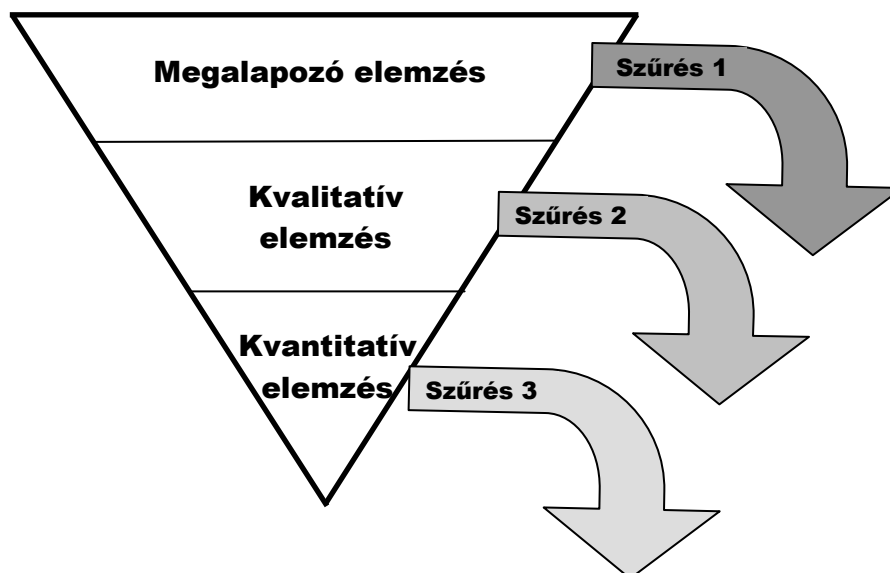 Megalapozó elemzés
Szűrés 1
Kvalitatív
elemzés
Szűrés 2
Kvantitatív
elemzés
Szűrés 3